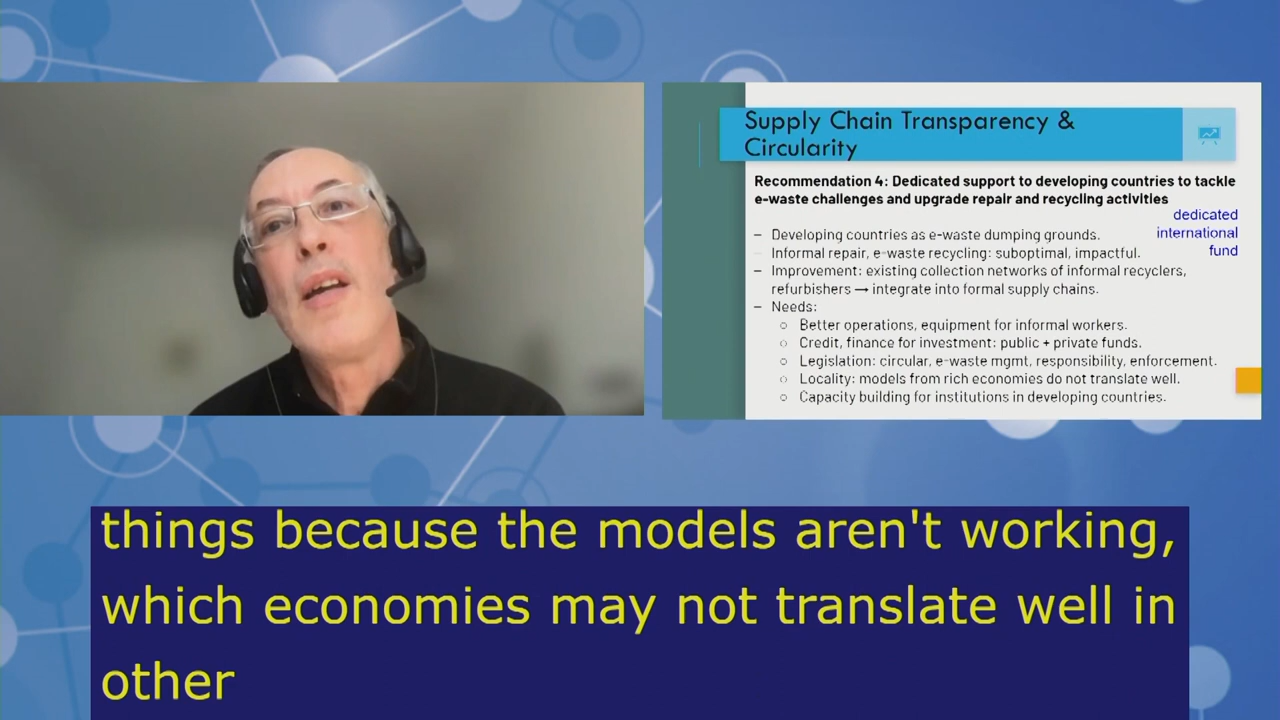 Supply Chain Transparency &
Circularity
Recommendation 4: Dedicated support to developing countries to tackle
e-waste challenges and upgrade repair and recycling activities
dedicated
international
fund
– Developing countries as e-waste dumping grounds.
– Informal repair, e-waste recycling: suboptimal, impactful.
– Improvement: existing collection networks of informal recyclers,
refurbishers → integrate into formal supply chains.
– Needs:
○ Better operations, equipment for informal workers.
○ Credit, finance for investment: public + private funds.
○ Legislation: circular, e-waste mgmt, responsibility, enforcement.
○ Locality: models from rich economies do not translate well.
○ Capacity building for institutions in developing countries.
things because the models aren't working,
which economies may not translate well in
other